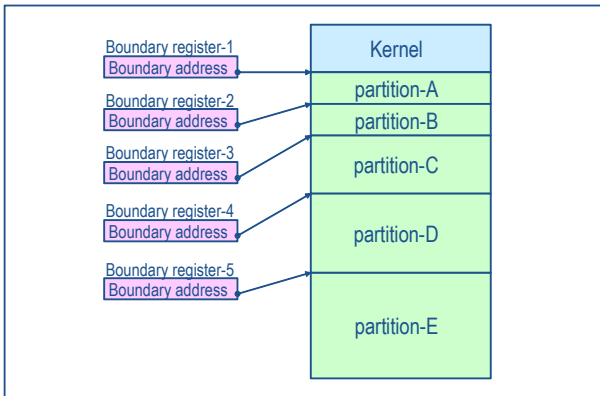 Boundary register-1
Boundary address
Boundary register-2
Boundary address
Boundary register-3
Boundary address
Boundary register-4
Boundary address
Boundary register-5
Boundary address
Kernel
partition-A
partition-B
partition-C
partition-D
partition-E